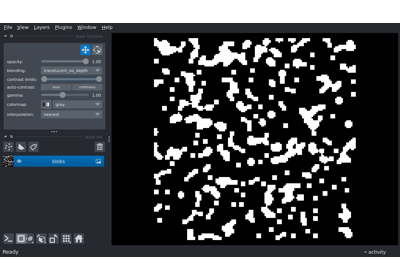 File View Layers Plugins Window Help
opacity: 1.00
blending: translucent_no_depth
contrast limits:
auto-contrast: once continuous
gamma: 1.00
colormap: gray
interpolation: nearest
blobs
Ready
activity